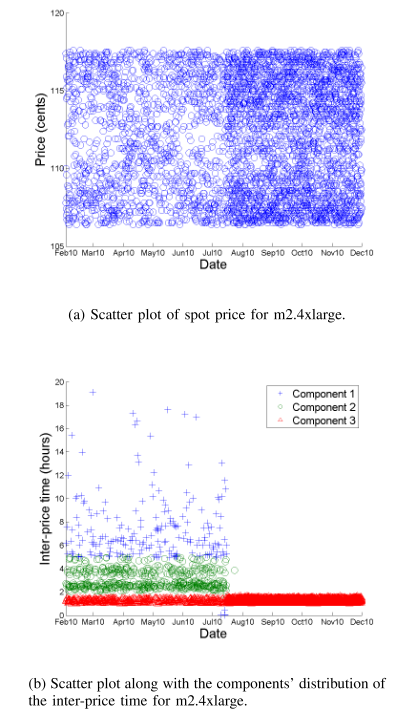 120
115
110
105
Price (cents)
Feb10 Mar10 Apr10 May10 Jun10 Jul10 Aug10 Sep10 Oct10 Nov10 Dec10
Date
(a) Scatter plot of spot price for m2.4xlarge.
20
18
16
14
12
10
8
6
4
2
0
Inter-price time (hours)
Component 1
Component 2
Component 3
Feb10 Mar10 Apr10 May10 Jun10 Jul10 Aug10 Sep10 Oct10 Nov10 Dec10
Date
(b) Scatter plot along with the components' distribution of
the inter-price time for m2.4xlarge.